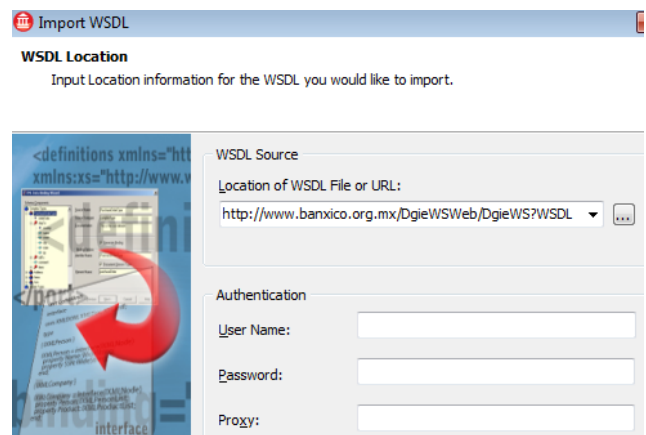 Import WSDL
WSDL Location
Input Location information for the WSDL you would like to import.
<definitions xmlns="htt
xmlns:xs="http://www.w
<defini
</port>
binding="
interface
WSDL Source
Location of WSDL File or URL:
http://www.banxico.org.mx/DgieWSWeb/DgieWS?WSDL
...
Authentication
User Name:
Password:
Proxy: